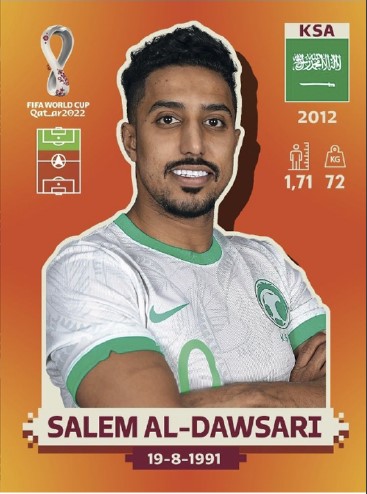 FIFA WORLD CUP
Qatar2022
KSA
2012
KG
1,71 72
SALEM AL-DAWSARI
19-8-1991